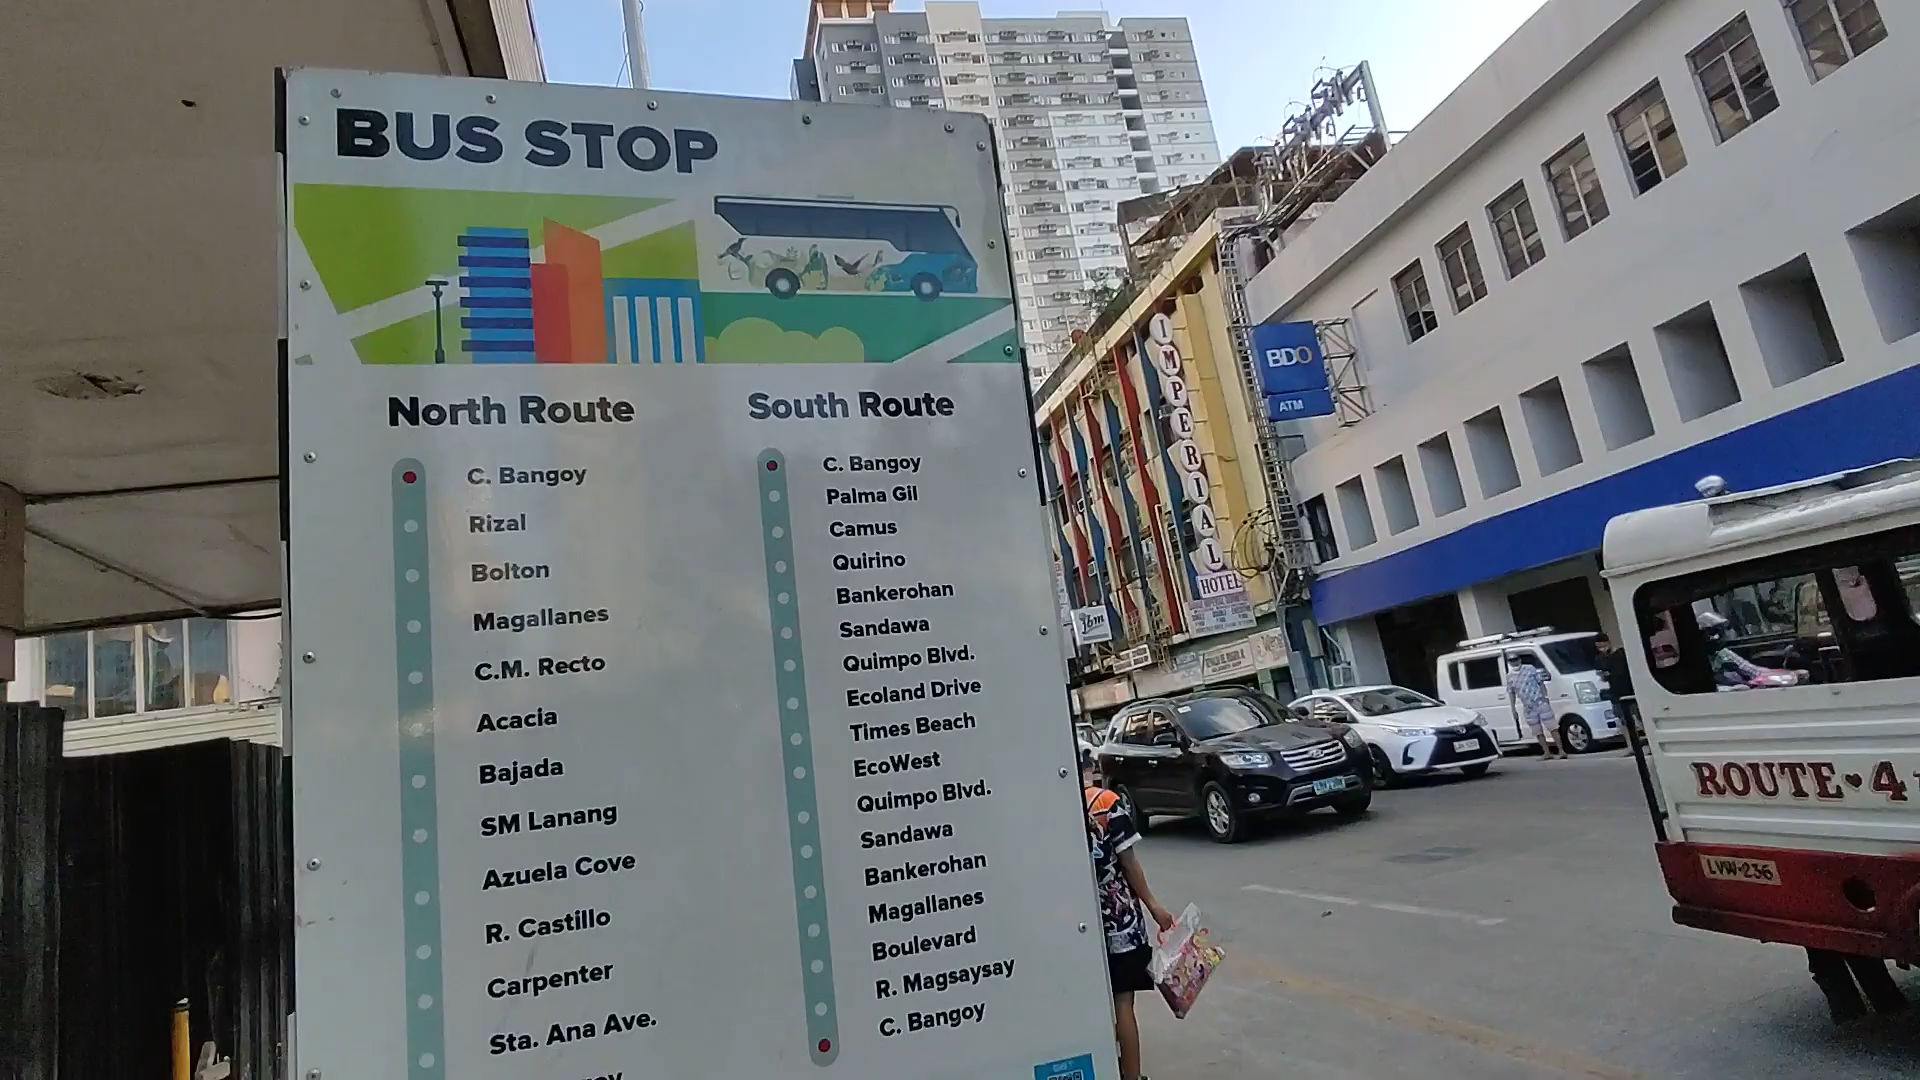 BUS STOP
North Route
C. Bangoy
Rizal
Bolton
Magallanes
C.M. Recto
Acacia
Bajada
SM Lanang
Azuela Cove
R. Castillo
Carpenter
Sta. Ana Ave.
South Route
C. Bangoy
Palma Gil
Camus
Quirino
Bankerohan
Sandawa
Quimpo Blvd.
Ecoland Drive
Times Beach
EcoWest
Quimpo Blvd.
Sandawa
Bankerohan
Magallanes
Boulevard
R. Magsaysay
C. Bangoy
IMPERIAL
HOTEL
BDO
ATM
ROUTE 4
LVW-236